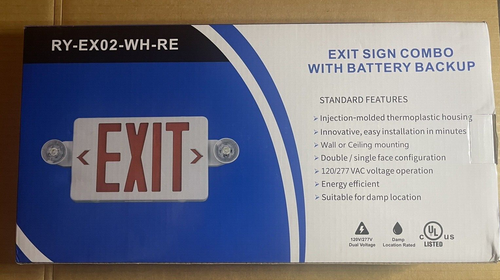 RY-EX02-WH-RE
EXIT
EXIT SIGN COMBO
WITH BATTERY BACKUP
STANDARD FEATURES
➢ Injection-molded thermoplastic housing
➢ Innovative, easy installation in minutes
➢ Wall or Ceiling mounting
➢ Double / single face configuration
➢ 120/277 VAC voltage operation
➢ Energy efficient
➢ Suitable for damp location
120V/277V
Dual Voltage
Damp
Location Rated
c UL us
LISTED